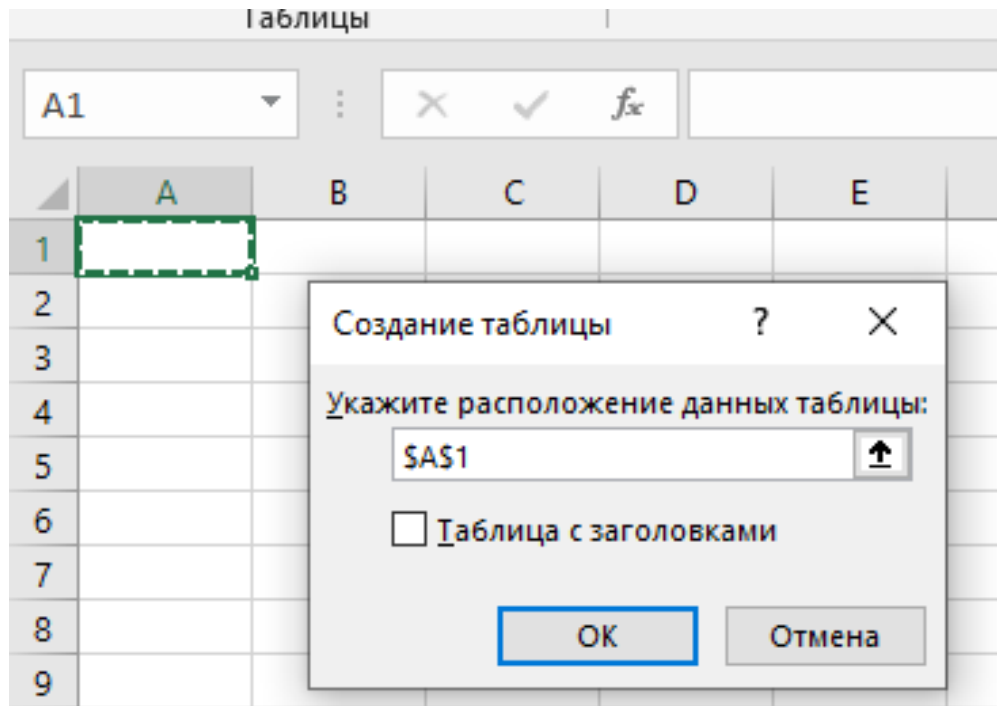 Таблицы
A1
fx
A B C D E
1
2
3
4
5
6
7
8
9
Создание таблицы ?
Укажите расположение данных таблицы:
$A$1
Таблица с заголовками
ОК Отмена